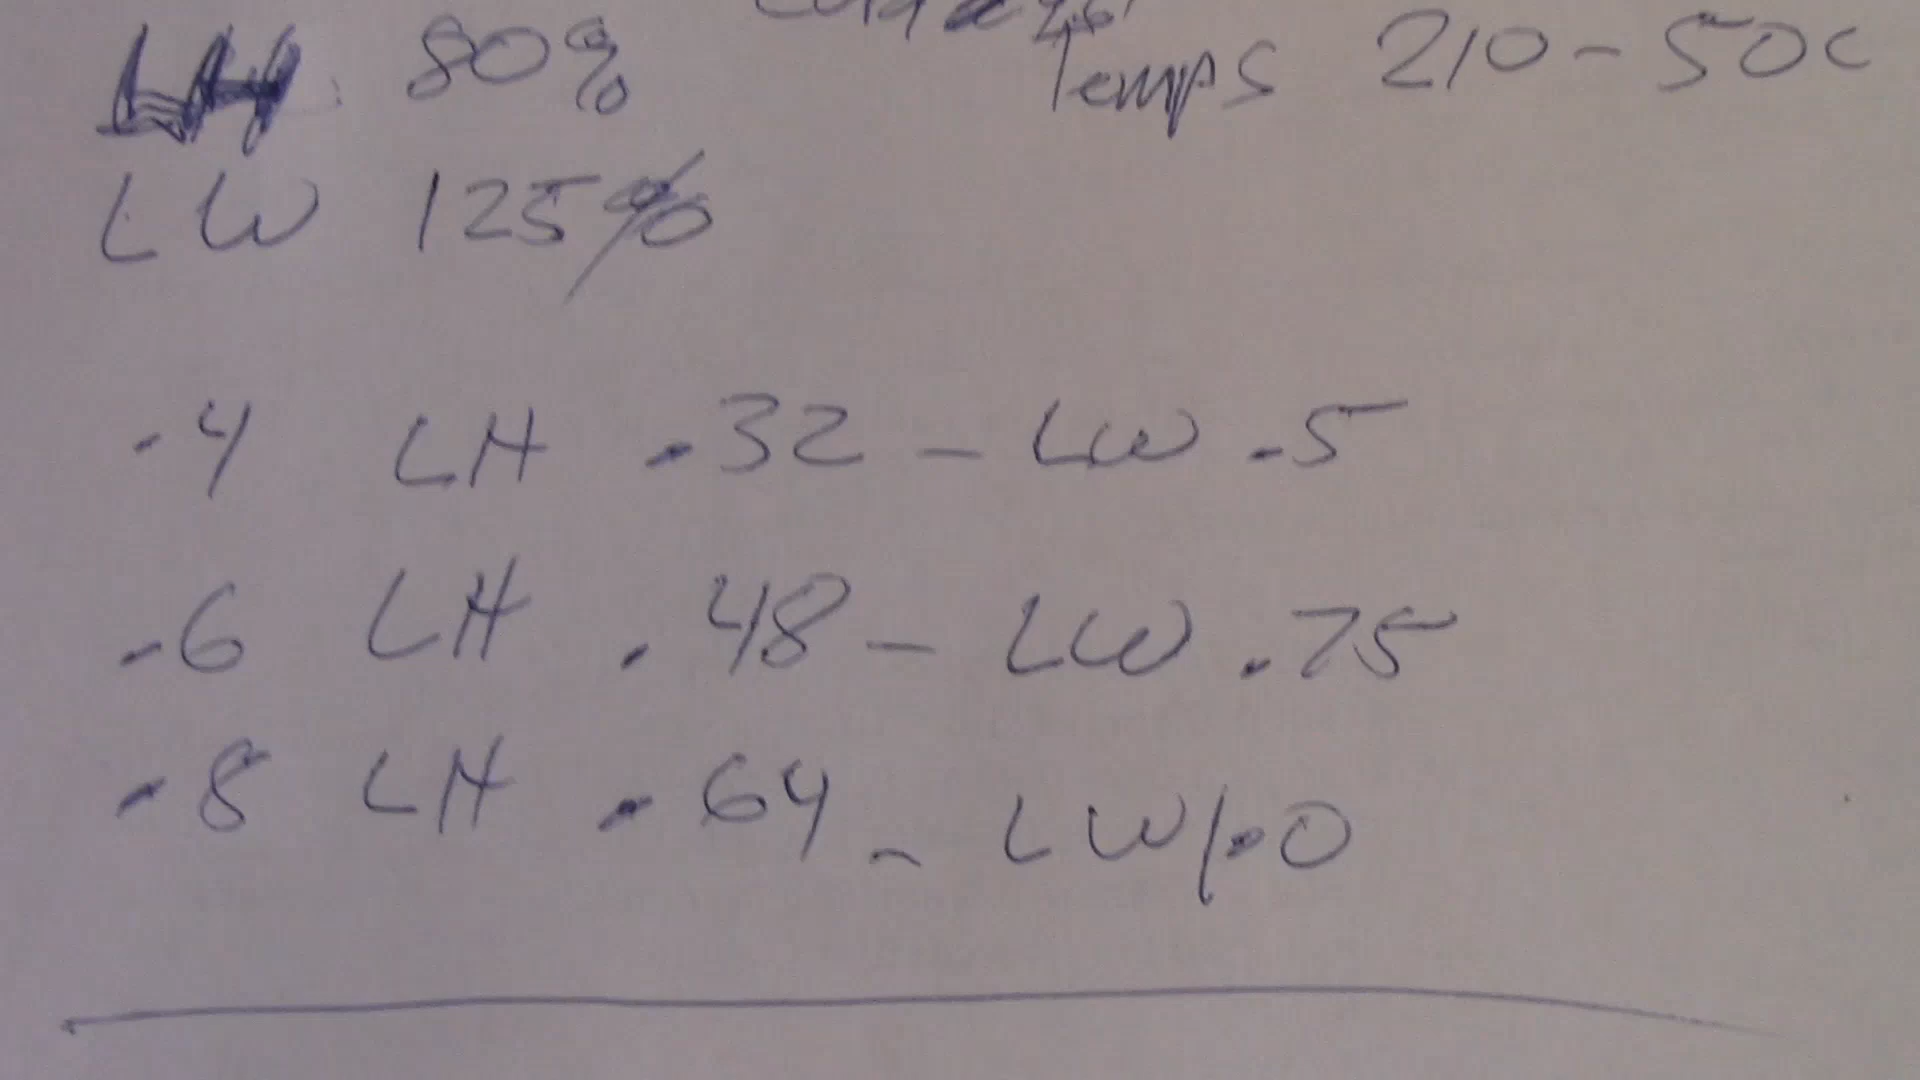 LH 80% Temps 210-50C
LW 125%
.4 LH .32 - LW .5
.6 LH .48 - LW .75
.8 LH .64 - LW 1.0